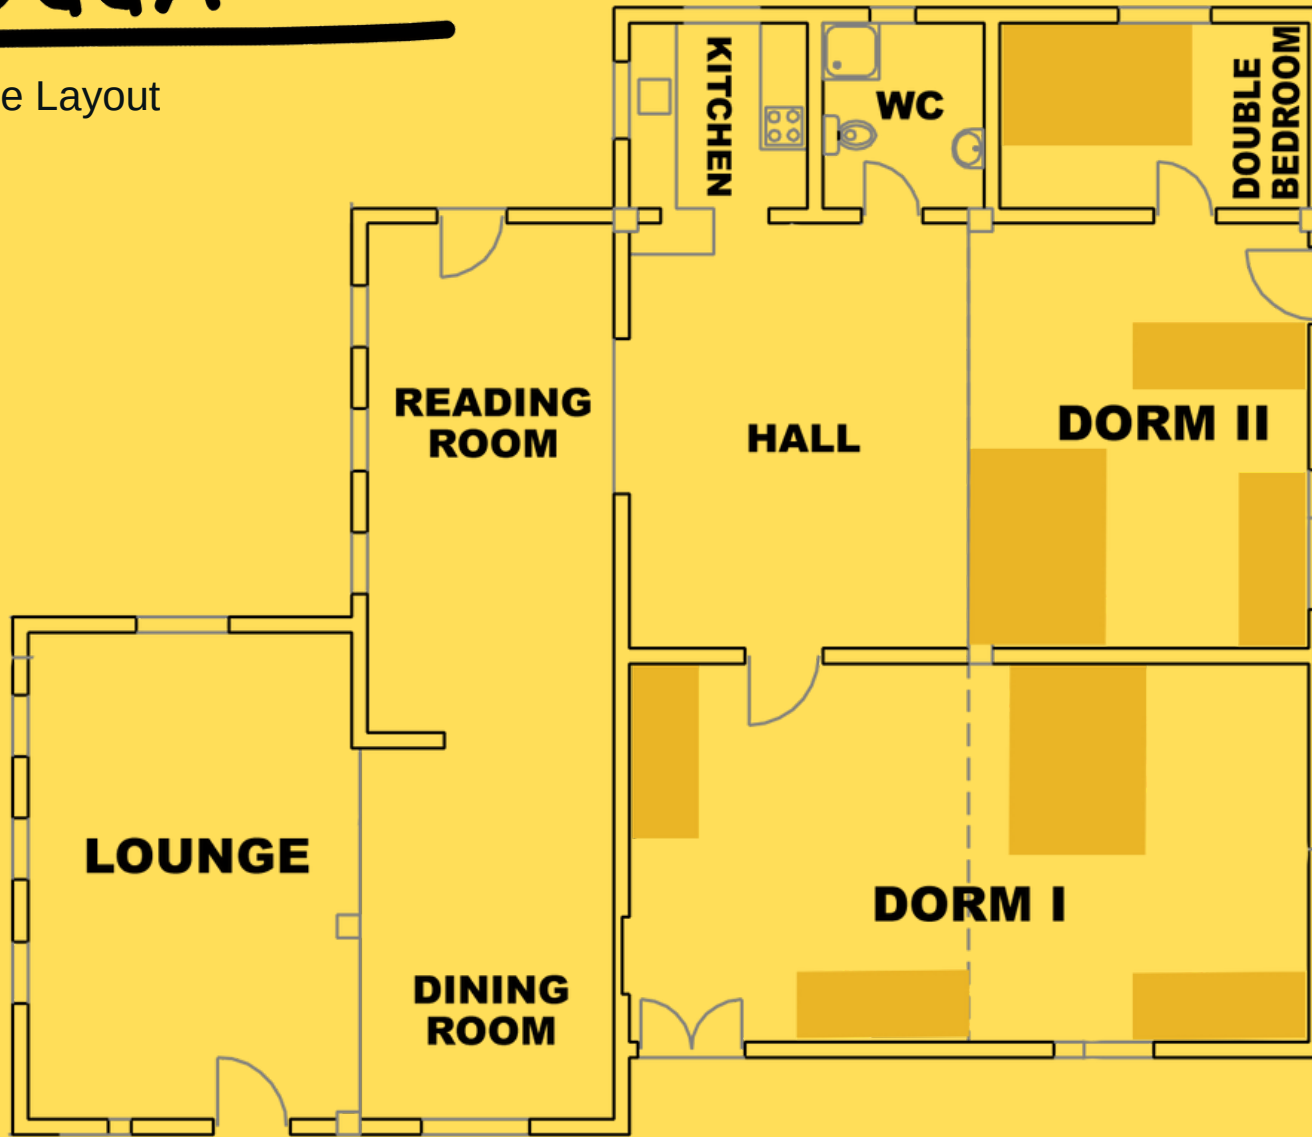 e Layout
KITCHEN
WC
DOUBLE
BEDROOM
READING
ROOM
HALL
DORM II
LOUNGE
DORM I
DINING
ROOM